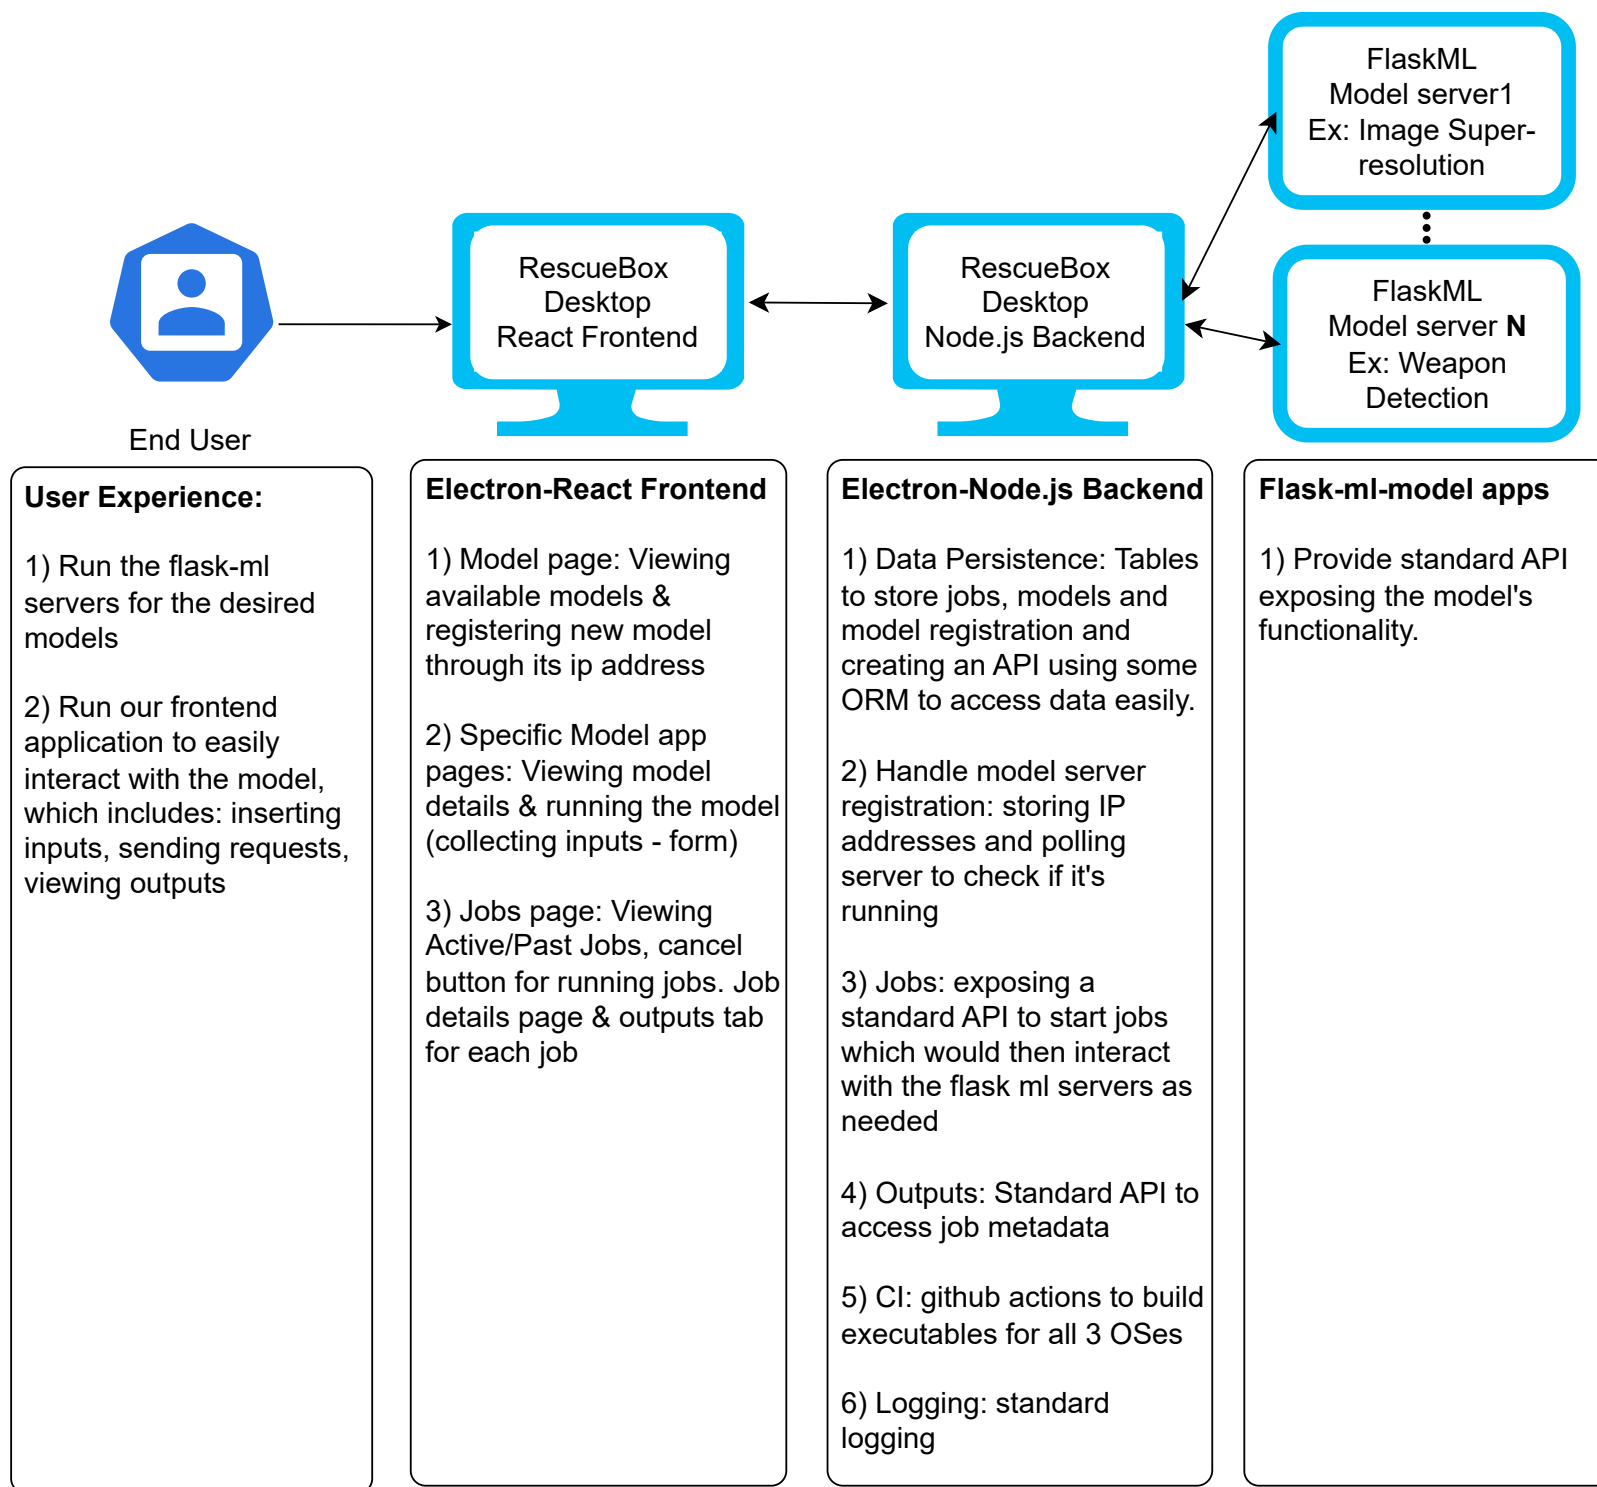 FlaskML
Model server1
Ex: Image Super-
resolution
FlaskML
Model server N
Ex: Weapon
Detection
RescueBox
Desktop
React Frontend
RescueBox
Desktop
Node.js Backend
End User
User Experience:
1) Run the flask-ml
servers for the desired
models
2) Run our frontend
application to easily
interact with the model,
which includes: inserting
inputs, sending requests,
viewing outputs
Electron-React Frontend
1) Model page: Viewing
available models &
registering new model
through its ip address
2) Specific Model app
pages: Viewing model
details & running the model
(collecting inputs - form)
3) Jobs page: Viewing
Active/Past Jobs, cancel
button for running jobs. Job
details page & outputs tab
for each job
Electron-Node.js Backend
1) Data Persistence: Tables
to store jobs, models and
model registration and
creating an API using some
ORM to access data easily.
2) Handle model server
registration: storing IP
addresses and polling
server to check if it's
running
3) Jobs: exposing a
standard API to start jobs
which would then interact
with the flask ml servers as
needed
4) Outputs: Standard API to
access job metadata
5) CI: github actions to build
executables for all 3 OSes
6) Logging: standard
logging
Flask-ml-model apps
1) Provide standard API
exposing the model's
functionality.